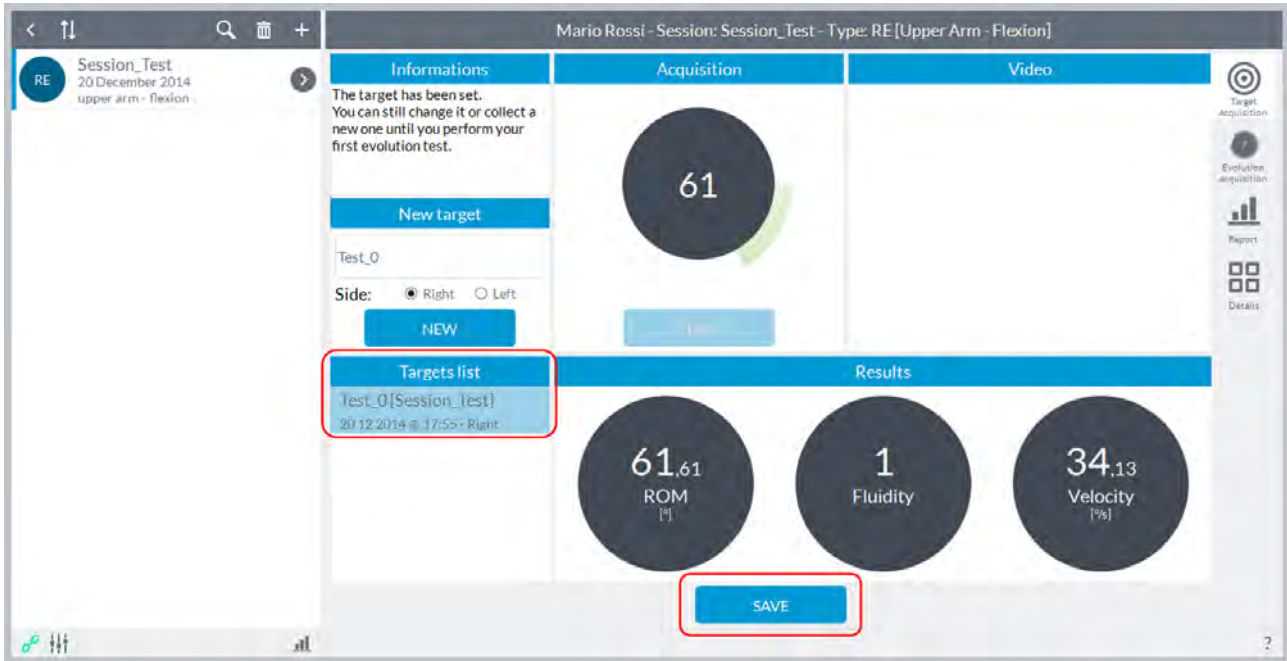 Mario Rossi - Session: Session_Test - Type: RE [Upper Arm - Flexion]
RE
Session_Test
20 December 2014
upper arm - flexion
Informations
The target has been set.
You can still change it or collect a
new one until you perform your
first evolution test.
New target
Test_0
Side: Right Left
NEW
Targets list
Test_0 [Session_Test]
20 12 2014 @ 17:55 - Right
Acquisition
61
Video
Results
61,61
ROM
[°]
1
Fluidity
34,13
Velocity
[°/s]
SAVE
Target
Acquisition
Evolution
acquisition
Report
Details
?